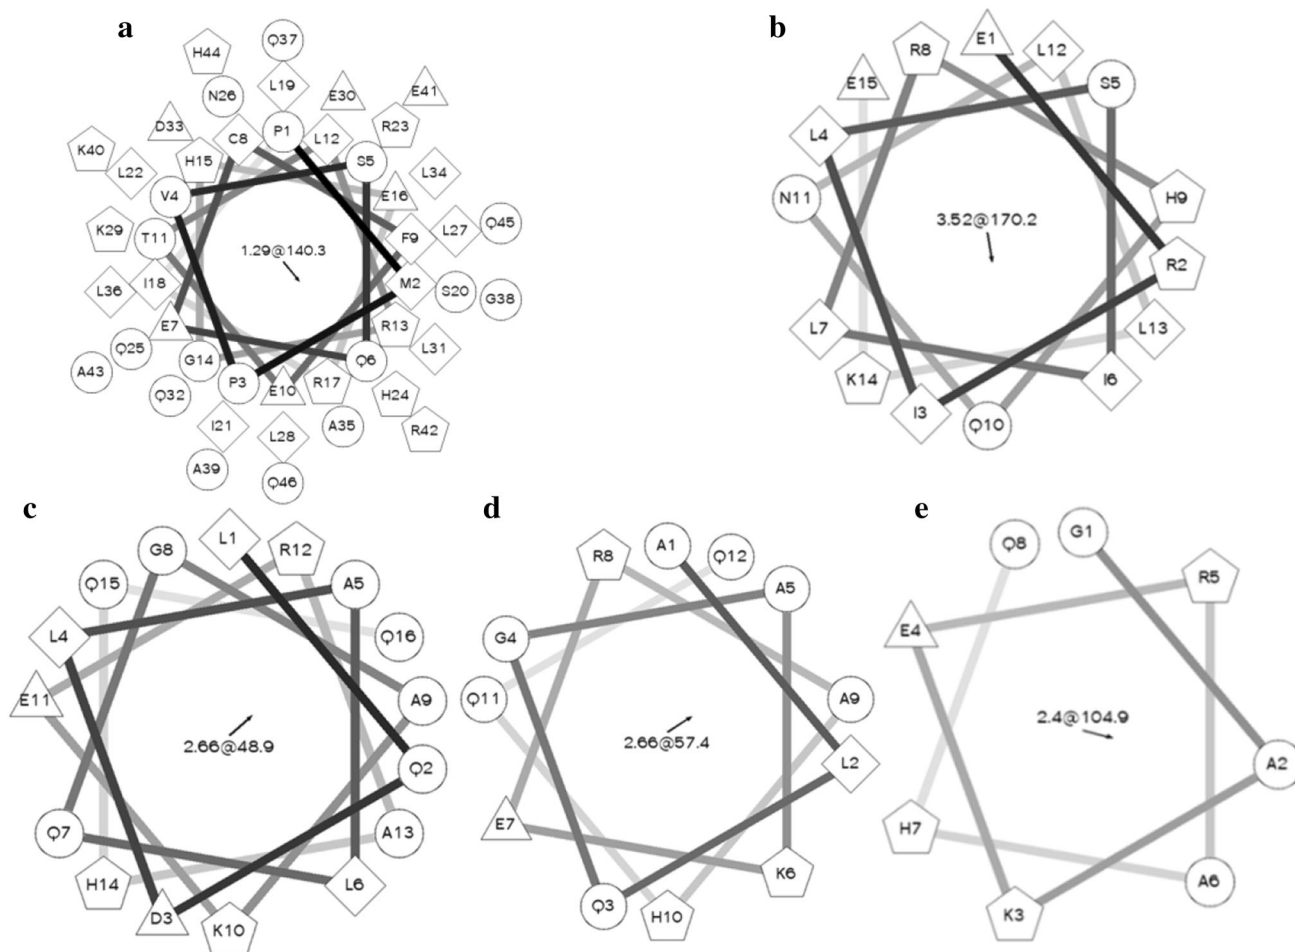 a
H44 Q37
N26 L19 E30 E41
D33 C8 P1 L12 R23
K40 L22 H15 S5 L34
V4 E16
K29 T11 1.29@140.3 F9 L27 Q45
L36 I18 M2 S20 G38
Q25 E7 R13 L31
A43 G14 Q6
Q32 P3 E10 R17 H24
I21 L28 A35 R42
A39 Q46
b
R8 E1 L12
E15 S5
L4
N11 3.52@170.2 H9
R2
L7 L13
K14 I3 I6
Q10
c
G8 L1 R12
Q15 A5
L4 Q16
E11 A9
2.66@48.9 Q2
Q7 A13
H14 L6
D3 K10
d
R8 A1 Q12
A5
G4
Q11 A9
2.66@57.4 L2
E7
K6
Q3 H10
e
Q8 G1
R5
E4
2.4@104.9
A2
H7
A6
K3